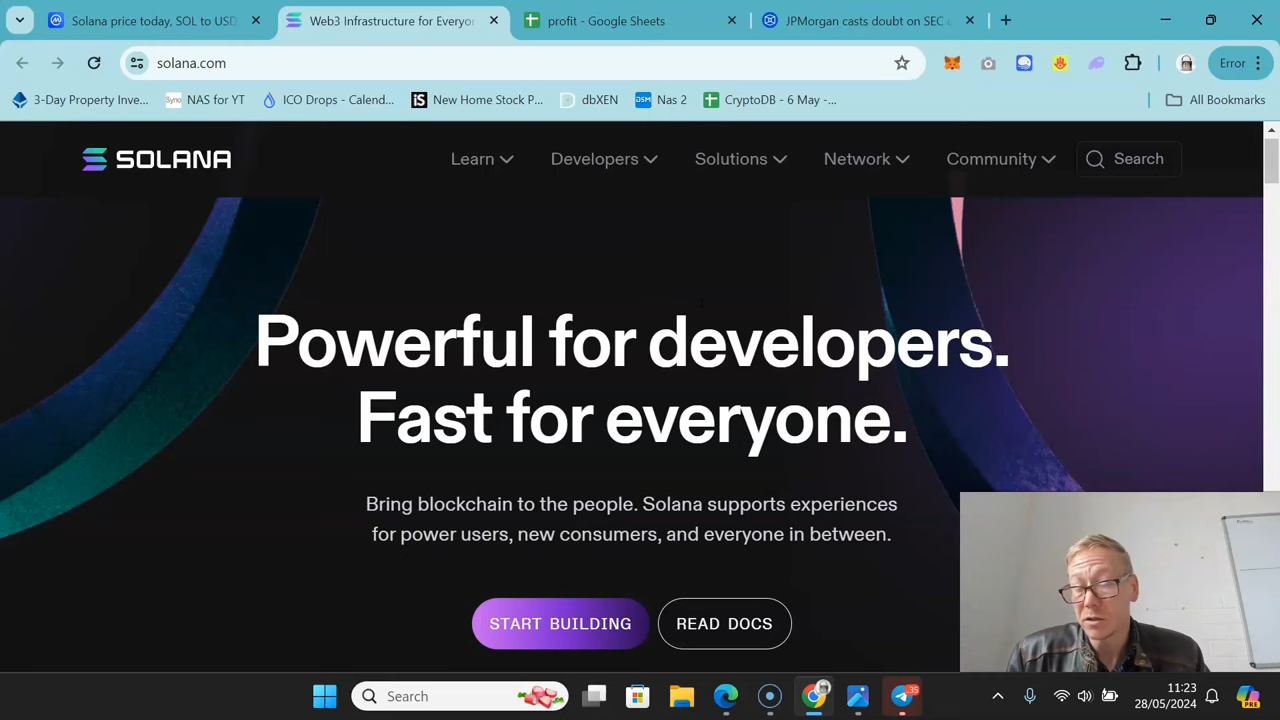 Solana price today, SOL to USD
Web3 Infrastructure for Everyon
profit - Google Sheets
JPMorgan casts doubt on SEC
solana.com
Error
3-Day Property Inve...
NAS for YT
ICO Drops - Calend...
New Home Stock P...
dbXEN
Nas 2
CryptoDB - 6 May -...
All Bookmarks
SOLANA
Learn
Developers
Solutions
Network
Community
Search
Powerful for developers.
Fast for everyone.
Bring blockchain to the people. Solana supports experiences
for power users, new consumers, and everyone in between.
START BUILDING
READ DOCS
Search
35
11:23
28/05/2024
PRE